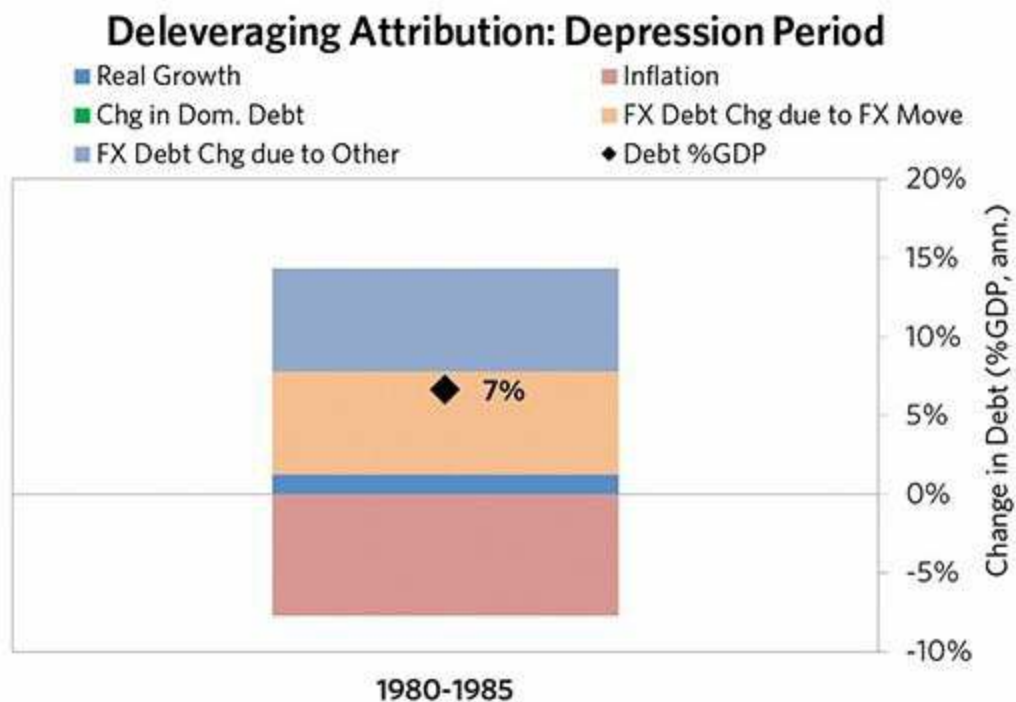 Deleveraging Attribution: Depression Period
Real Growth
Inflation
Chg in Dom. Debt
FX Debt Chg due to FX Move
FX Debt Chg due to Other
Debt %GDP
20%
15%
10%
5%
0%
-5%
-10%
Change in Debt (%GDP, ann.)
7%
1980-1985